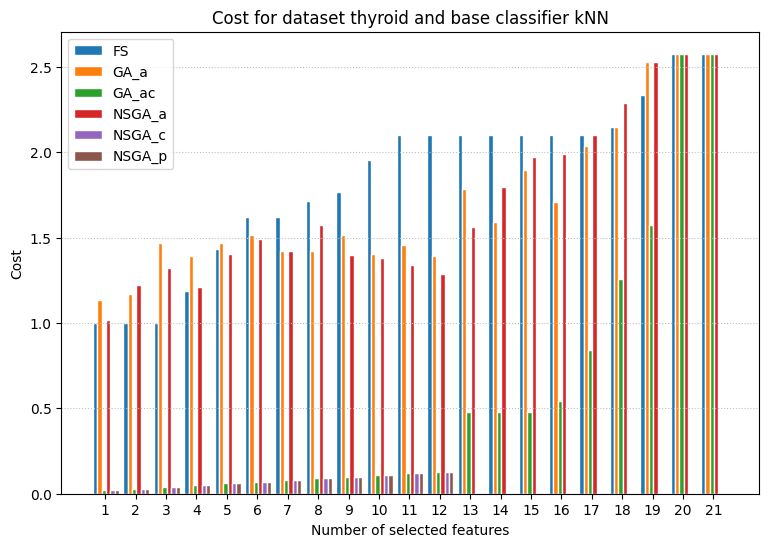 Cost for dataset thyroid and base classifier kNN
FS
GA_a
GA_ac
NSGA_a
NSGA_c
NSGA_p
Cost
2.5
2.0
1.5
1.0
0.5
0.0
1 2 3 4 5 6 7 8 9 10 11 12 13 14 15 16 17 18 19 20 21
Number of selected features